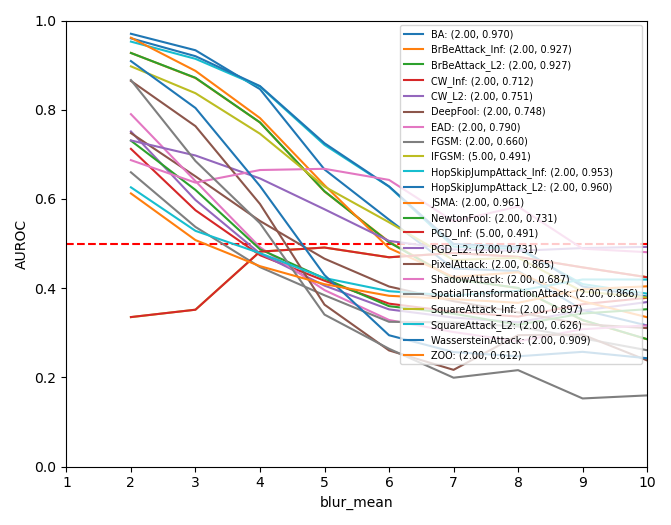 1.0
0.8
0.6
0.4
0.2
0.0
AUROC
1 2 3 4 5 6 7 8 9 10
blur_mean
BA: (2.00, 0.970)
BrBeAttack_Inf: (2.00, 0.927)
BrBeAttack_L2: (2.00, 0.927)
CW_Inf: (2.00, 0.712)
CW_L2: (2.00, 0.751)
DeepFool: (2.00, 0.748)
EAD: (2.00, 0.790)
FGSM: (2.00, 0.660)
IFGSM: (5.00, 0.491)
HopSkipJumpAttack_Inf: (2.00, 0.953)
HopSkipJumpAttack_L2: (2.00, 0.960)
JSMA: (2.00, 0.961)
NewtonFool: (2.00, 0.731)
PGD_Inf: (5.00, 0.491)
PGD_L2: (2.00, 0.731)
PixelAttack: (2.00, 0.865)
ShadowAttack: (2.00, 0.687)
SpatialTransformationAttack: (2.00, 0.866)
SquareAttack_Inf: (2.00, 0.897)
SquareAttack_L2: (2.00, 0.626)
WassersteinAttack: (2.00, 0.909)
ZOO: (2.00, 0.612)